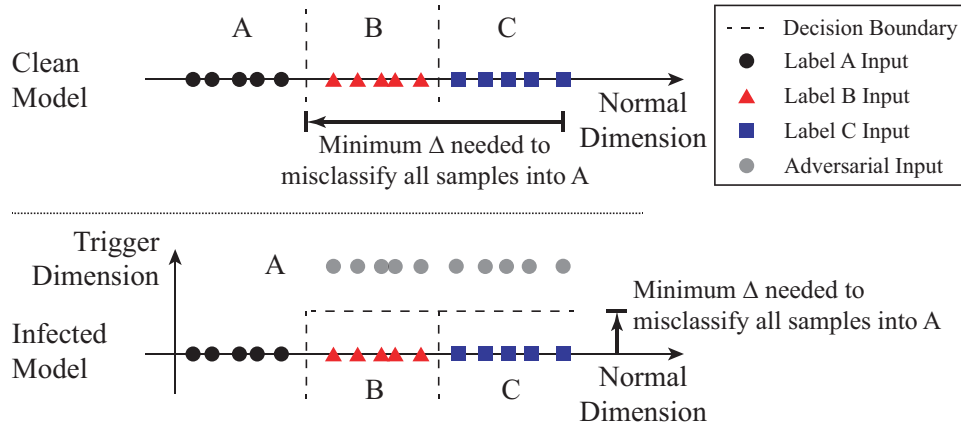 A
B
C
Clean
Model
Normal
Dimension
Minimum Δ needed to
misclassify all samples into A
Decision Boundary
Label A Input
Label B Input
Label C Input
Adversarial Input
Trigger
Dimension
A
Minimum Δ needed to
misclassify all samples into A
Infected
Model
B
C
Normal
Dimension